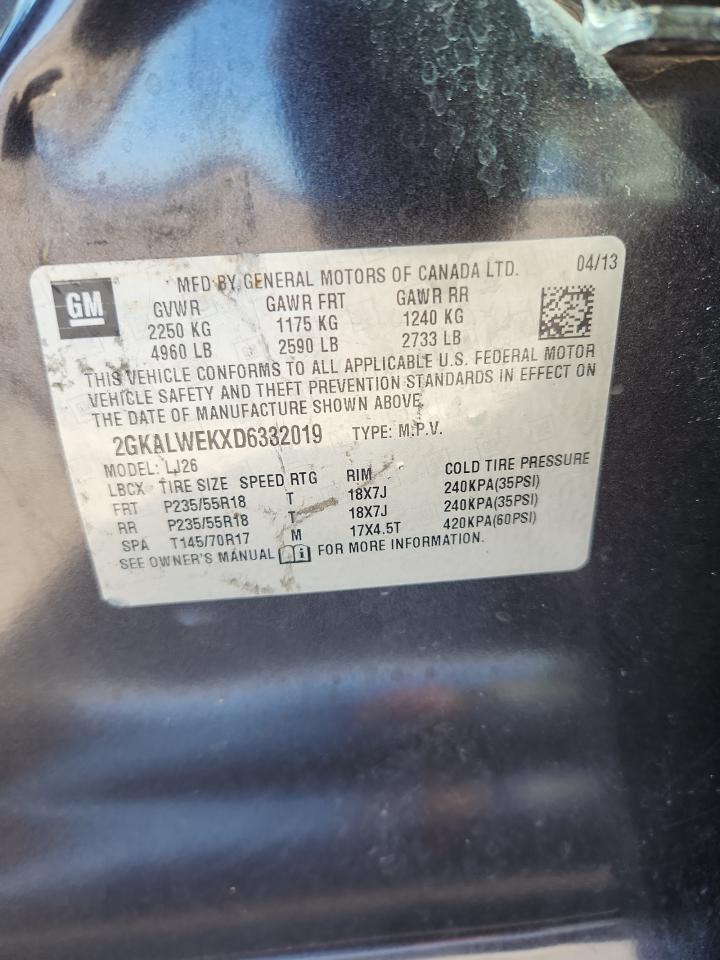 MFD BY GENERAL MOTORS OF CANADA LTD. 04/13
GM
GVWR GAWR FRT GAWR RR
2250 KG 1175 KG 1240 KG
4960 LB 2590 LB 2733 LB
THIS VEHICLE CONFORMS TO ALL APPLICABLE U.S. FEDERAL MOTOR
VEHICLE SAFETY AND THEFT PREVENTION STANDARDS IN EFFECT ON
THE DATE OF MANUFACTURE SHOWN ABOVE.
2GKALWEKXD6332019 TYPE: M.P.V.
MODEL: LJ26
LBCX TIRE SIZE SPEED RTG RIM COLD TIRE PRESSURE
FRT P235/55R18 T 18X7J 240KPA(35PSI)
RR P235/55R18 T 18X7J 240KPA(35PSI)
SPA T145/70R17 M 17X4.5T 420KPA(60PSI)
SEE OWNER'S MANUAL FOR MORE INFORMATION.